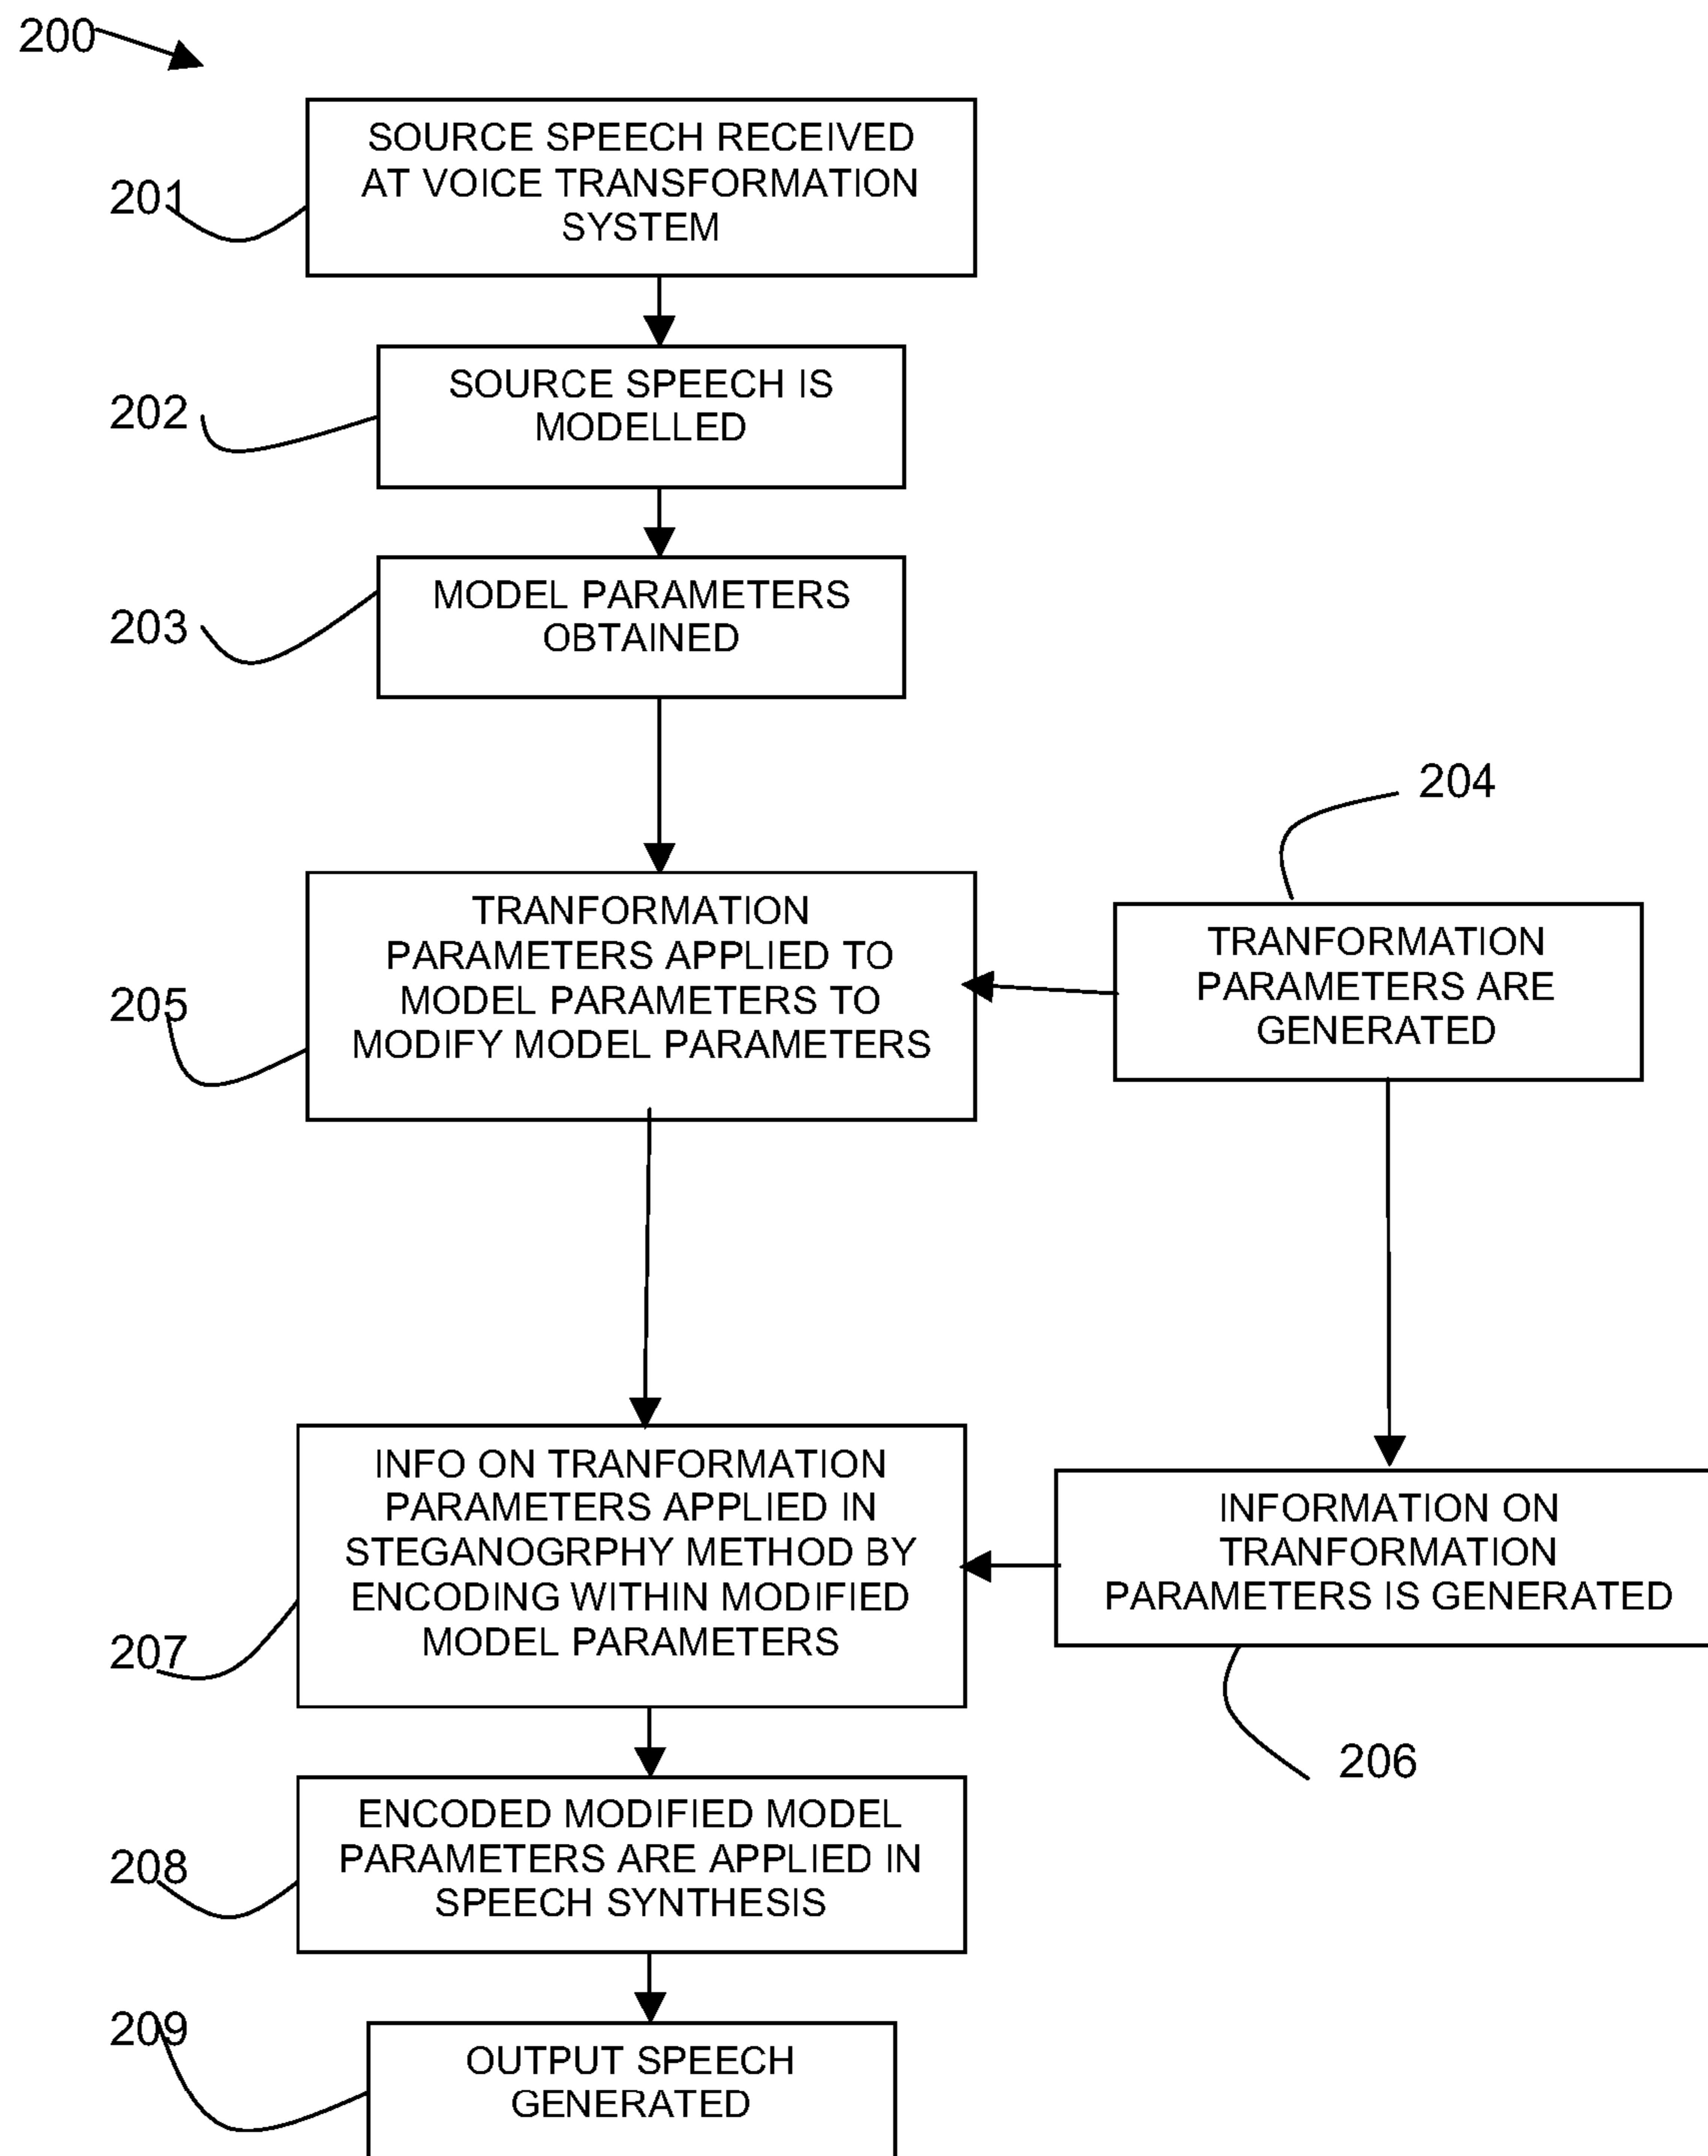 200
201
SOURCE SPEECH RECEIVED
AT VOICE TRANSFORMATION
SYSTEM
202
SOURCE SPEECH IS
MODELLED
203
MODEL PARAMETERS
OBTAINED
204
TRANFORMATION
PARAMETERS ARE
GENERATED
205
TRANFORMATION
PARAMETERS APPLIED TO
MODEL PARAMETERS TO
MODIFY MODEL PARAMETERS
INFORMATION ON
TRANFORMATION
PARAMETERS IS GENERATED
206
207
INFO ON TRANFORMATION
PARAMETERS APPLIED IN
STEGANOGRPHY METHOD BY
ENCODING WITHIN MODIFIED
MODEL PARAMETERS
208
ENCODED MODIFIED MODEL
PARAMETERS ARE APPLIED IN
SPEECH SYNTHESIS
209
OUTPUT SPEECH
GENERATED